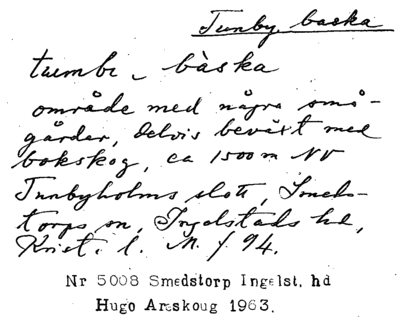 Tunby baska
tumbi - bàska
område med några små-
gårdar, delvis beväxt med
bokskog, ca 1500 m NV
Tunbyholms slott, Smeds-
torps sn, Ingelstads hd,
Krist. l. M. / 94.
Nr 5008 Smedstorp Ingelst. hd
Hugo Areskoug 1963.